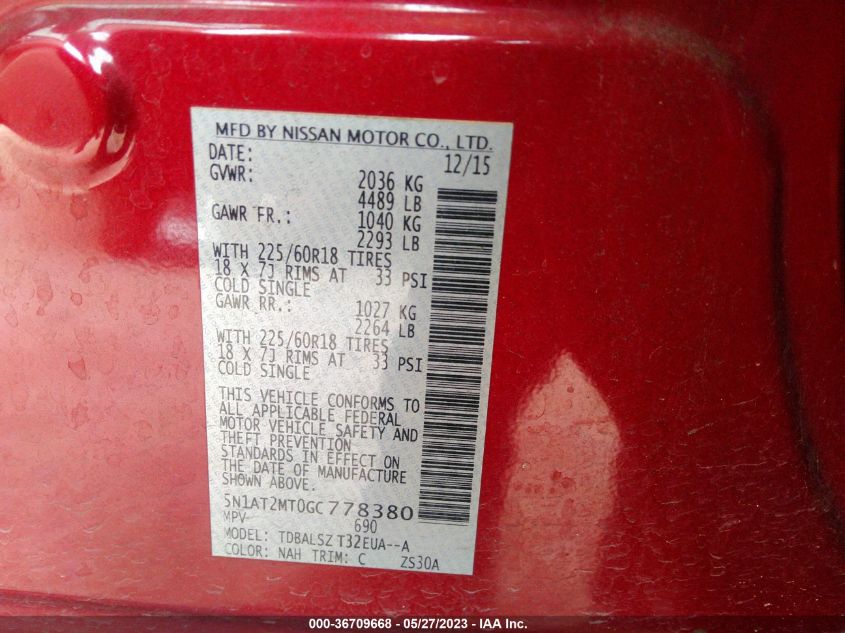 MFD BY NISSAN MOTOR CO., LTD.
DATE: 12/15
GVWR: 2036 KG
4489 LB
GAWR FR.: 1040 KG
2293 LB
WITH 225/60R18 TIRES
18 X 7J RIMS AT 33 PSI
COLD SINGLE
GAWR RR.: 1027 KG
2264 LB
WITH 225/60R18 TIRES
18 X 7J RIMS AT 33 PSI
COLD SINGLE
THIS VEHICLE CONFORMS TO
ALL APPLICABLE FEDERAL
MOTOR VEHICLE SAFETY AND
THEFT PREVENTION
STANDARDS IN EFFECT ON
THE DATE OF MANUFACTURE
SHOWN ABOVE.
5N1AT2MT0GC778380
MPV 690
MODEL: TDBALSZ T32EUA--A
COLOR: NAH TRIM: C ZS30A
000-36709668 - 05/27/2023 - IAA Inc.